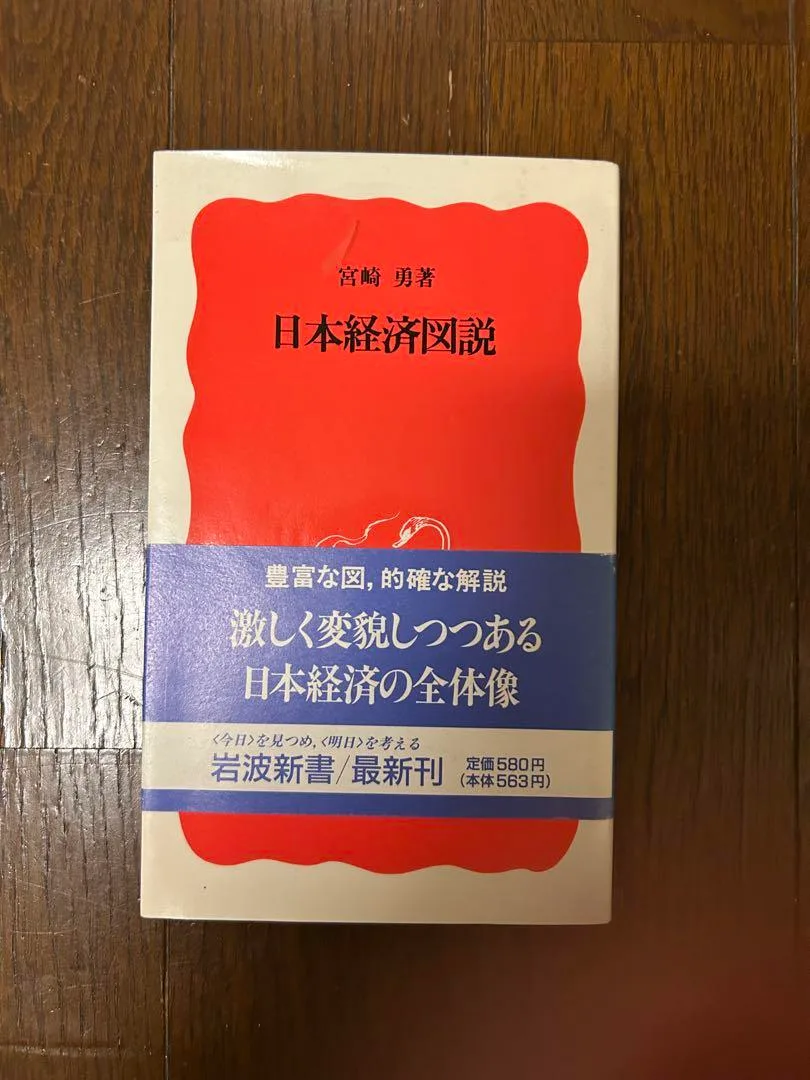 宮崎 勇著
日本経済図説
豊富な図，的確な解説
激しく変貌しつつある
日本経済の全体像
〈今日〉を見つめ，〈明日〉を考える
岩波新書/最新刊
定価580円
(本体563円)